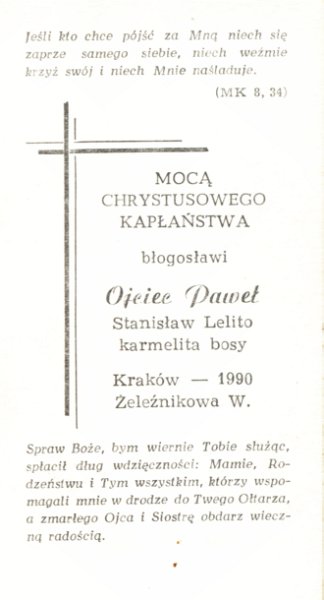 Jeśli kto chce pójść za Mną niech się
zaprze samego siebie, niech weźmie
krzyż swój i niech Mnie naśladuje.
(MK 8, 34)
MOCĄ
CHRYSTUSOWEGO
KAPŁAŃSTWA
błogosławi
Ojciec Paweł
Stanisław Lelito
karmelita bosy
Kraków — 1990
Żeleźnikowa W.
Spraw Boże, bym wiernie Tobie służąc,
spłacił dług wdzięczności: Mamie, Ro-
dzeństwu i Tym wszystkim, którzy wspo-
magali mnie w drodze do Twego Ołtarza,
a zmarłego Ojca i Siostrę obdarz wiecz-
ną radością.